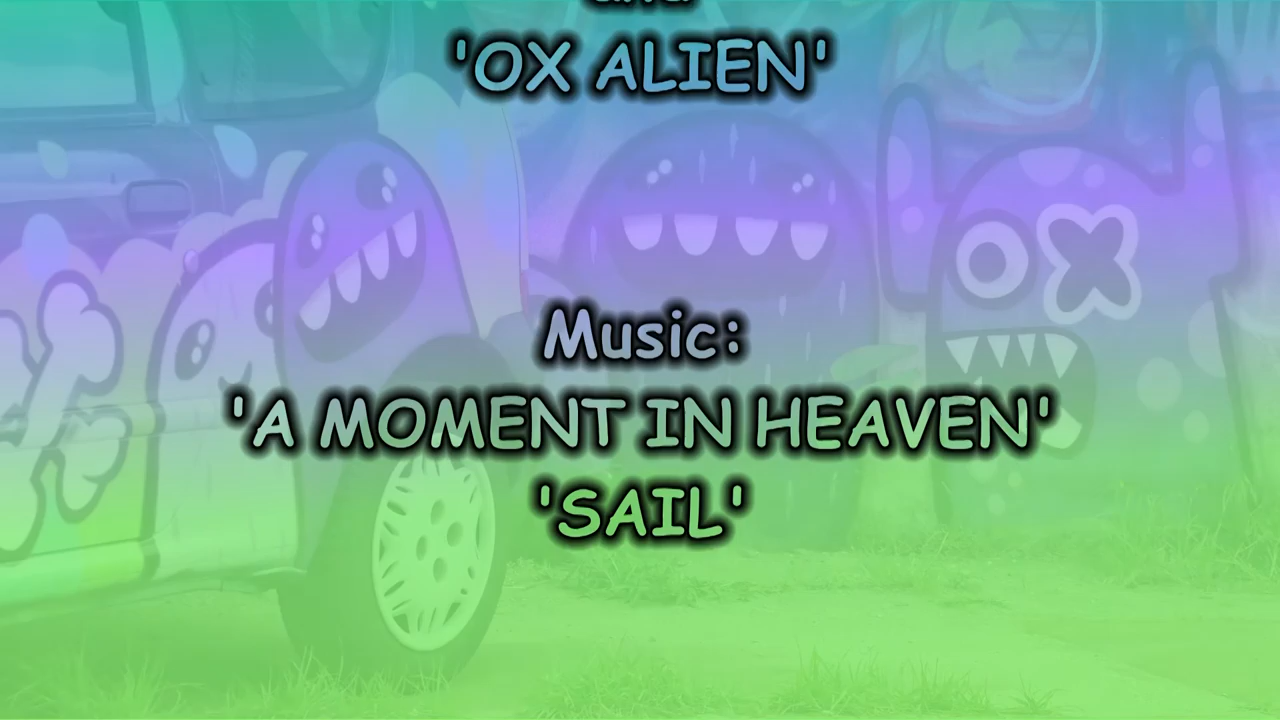 'OX ALIEN'
Music:
'A MOMENT IN HEAVEN'
'SAIL'